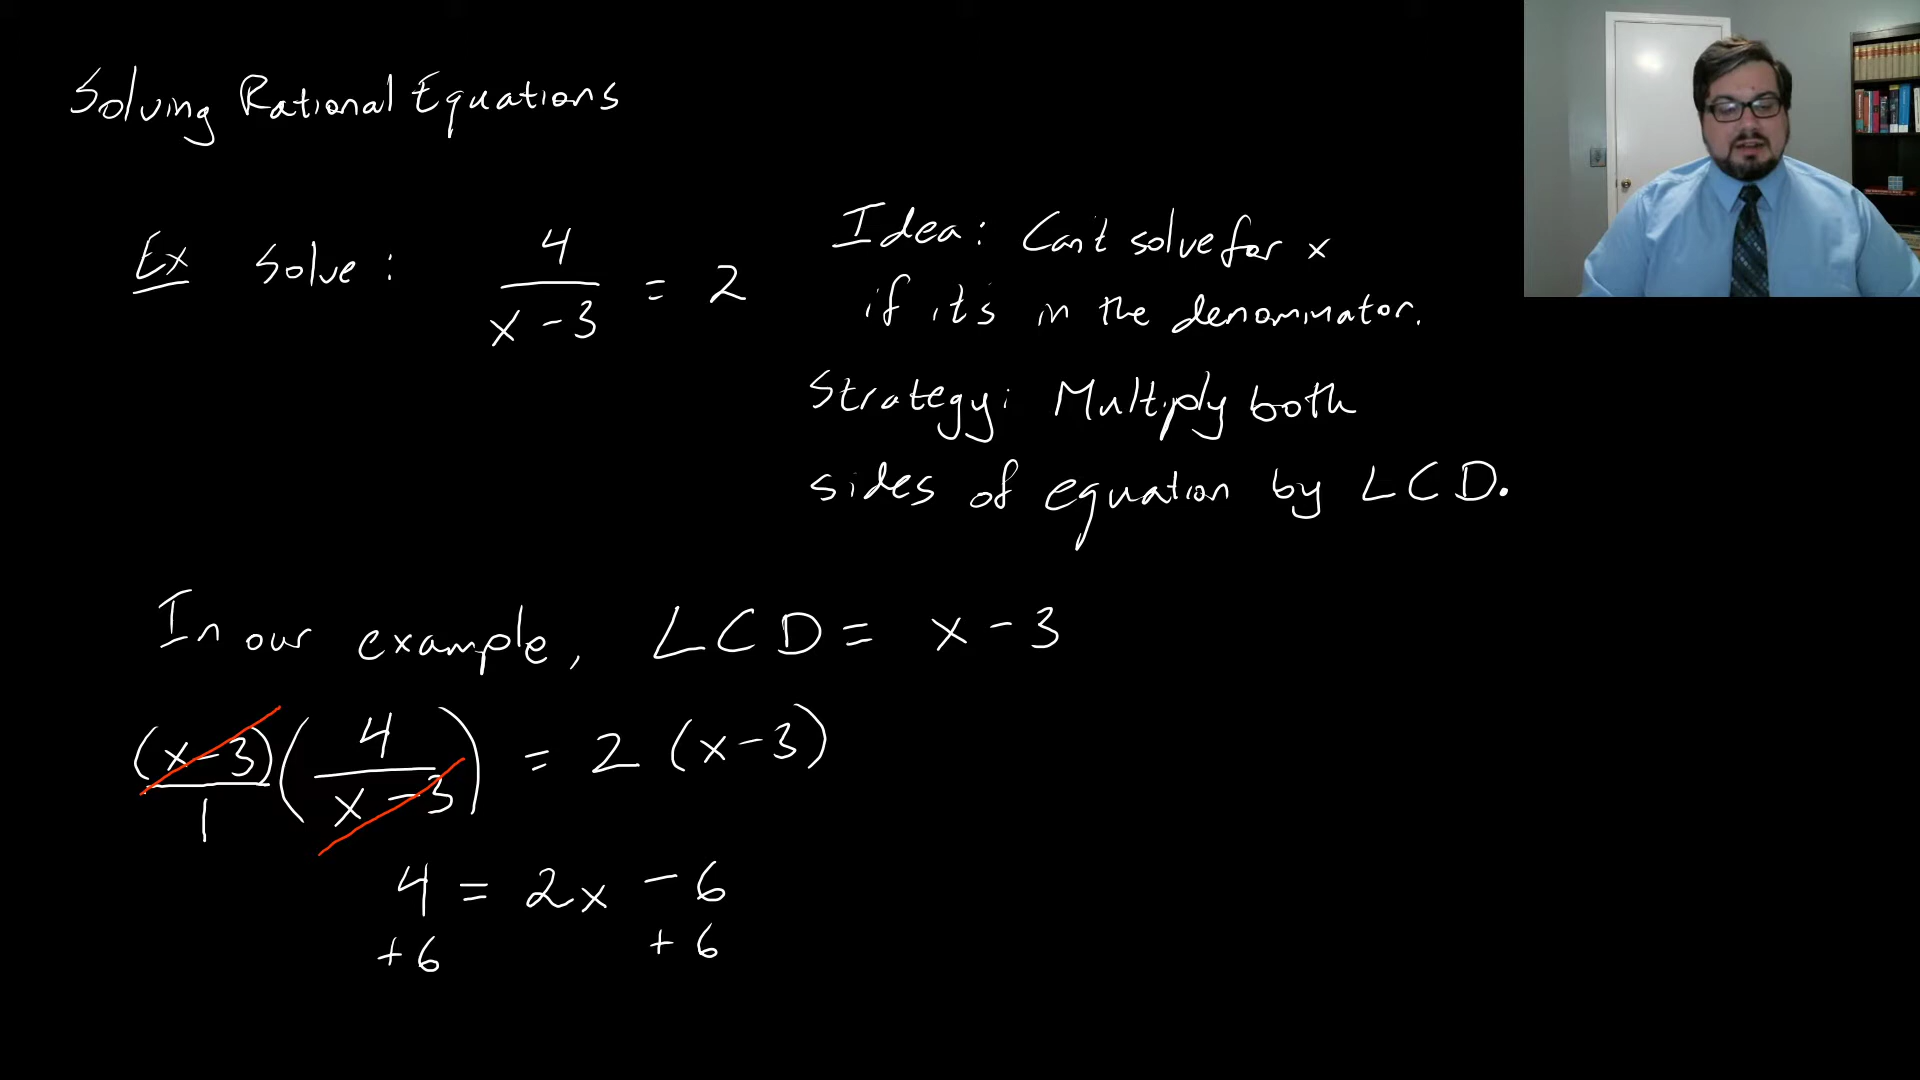 Solving Rational Equations
Ex Solve: 4/(x-3) = 2
Idea: Can't solve for x
if it's in the denominator.
Strategy: Multiply both
sides of equation by LCD.
In our example, LCD = x-3
(x-3)/1 (4/(x-3)) = 2 (x-3)
4 = 2x - 6
+6 +6